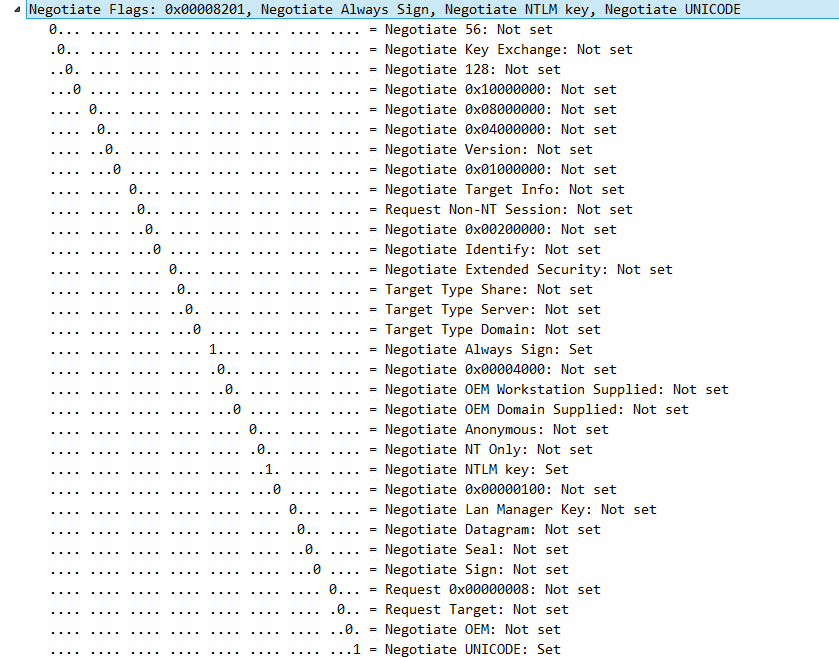 Negotiate Flags: 0x00008201, Negotiate Always Sign, Negotiate NTLM key, Negotiate UNICODE
0... .... .... .... .... .... .... .... = Negotiate 56: Not set
.0.. .... .... .... .... .... .... .... = Negotiate Key Exchange: Not set
..0. .... .... .... .... .... .... .... = Negotiate 128: Not set
...0 .... .... .... .... .... .... .... = Negotiate 0x10000000: Not set
.... 0... .... .... .... .... .... .... = Negotiate 0x08000000: Not set
.... .0.. .... .... .... .... .... .... = Negotiate 0x04000000: Not set
.... ..0. .... .... .... .... .... .... = Negotiate Version: Not set
.... ...0 .... .... .... .... .... .... = Negotiate 0x01000000: Not set
.... .... 0... .... .... .... .... .... = Negotiate Target Info: Not set
.... .... .0.. .... .... .... .... .... = Request Non-NT Session: Not set
.... .... ..0. .... .... .... .... .... = Negotiate 0x00200000: Not set
.... .... ...0 .... .... .... .... .... = Negotiate Identify: Not set
.... .... .... 0... .... .... .... .... = Negotiate Extended Security: Not set
.... .... .... .0.. .... .... .... .... = Target Type Share: Not set
.... .... .... ..0. .... .... .... .... = Target Type Server: Not set
.... .... .... ...0 .... .... .... .... = Target Type Domain: Not set
.... .... .... .... 1... .... .... .... = Negotiate Always Sign: Set
.... .... .... .... .0.. .... .... .... = Negotiate 0x00004000: Not set
.... .... .... .... ..0. .... .... .... = Negotiate OEM Workstation Supplied: Not set
.... .... .... .... ...0 .... .... .... = Negotiate OEM Domain Supplied: Not set
.... .... .... .... .... 0... .... .... = Negotiate Anonymous: Not set
.... .... .... .... .... .0.. .... .... = Negotiate NT Only: Not set
.... .... .... .... .... ..1. .... .... = Negotiate NTLM key: Set
.... .... .... .... .... ...0 .... .... = Negotiate 0x00000100: Not set
.... .... .... .... .... .... 0... .... = Negotiate Lan Manager Key: Not set
.... .... .... .... .... .... .0.. .... = Negotiate Datagram: Not set
.... .... .... .... .... .... ..0. .... = Negotiate Seal: Not set
.... .... .... .... .... .... ...0 .... = Negotiate Sign: Not set
.... .... .... .... .... .... .... 0... = Request 0x00000008: Not set
.... .... .... .... .... .... .... .0.. = Request Target: Not set
.... .... .... .... .... .... .... ..0. = Negotiate OEM: Not set
.... .... .... .... .... .... .... ...1 = Negotiate UNICODE: Set